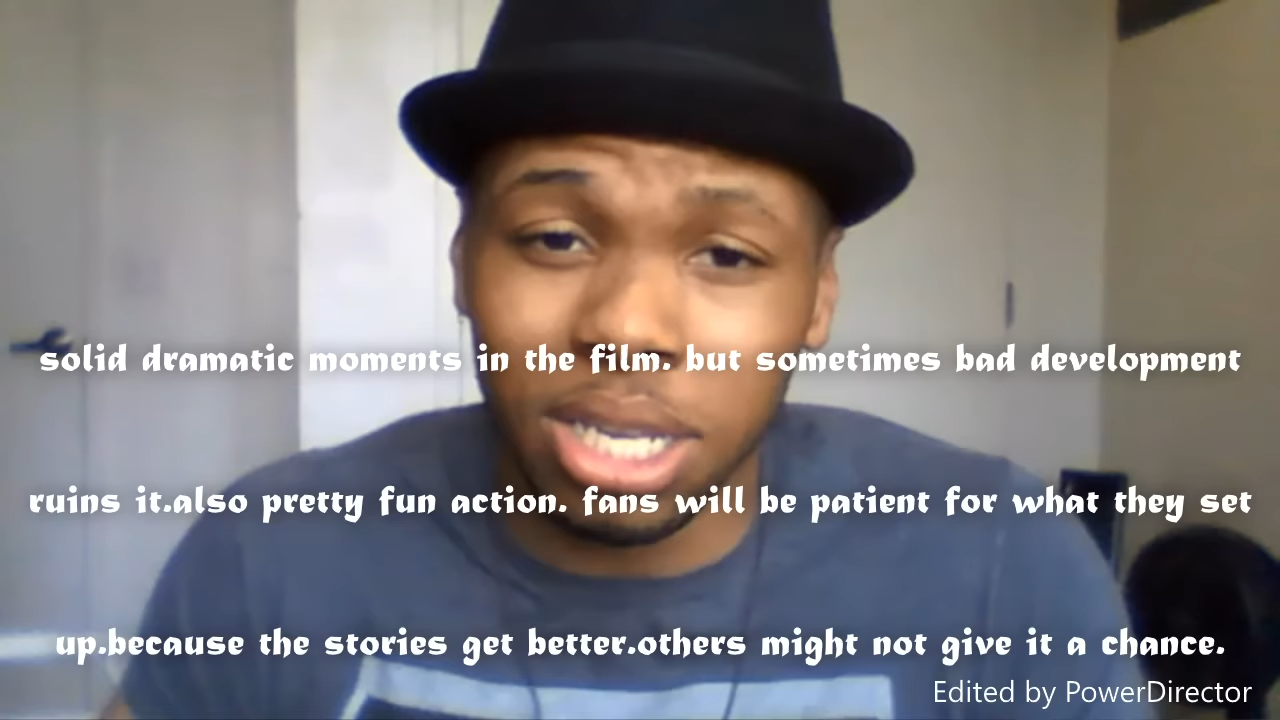 solid dramatic moments in the film. but sometimes bad development
ruins it.also pretty fun action. fans will be patient for what they set
up.because the stories get better.others might not give it a chance.
Edited by PowerDirector